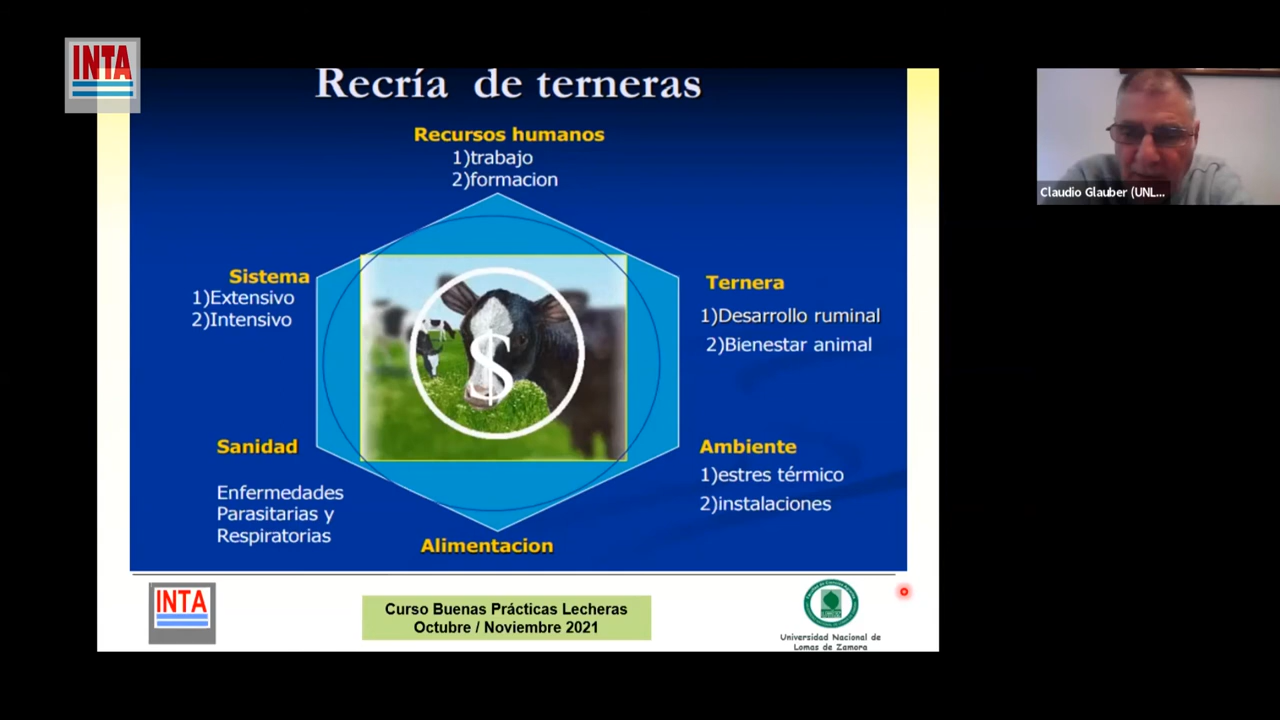 INTA
Recría de terneras
Recursos humanos
1)trabajo
2)formacion
Sistema
1)Extensivo
2)Intensivo
Ternera
1)Desarrollo ruminal
2)Bienestar animal
$
Sanidad
Enfermedades
Parasitarias y
Respiratorias
Ambiente
1)estres térmico
2)instalaciones
Alimentacion
INTA
Curso Buenas Prácticas Lecheras
Octubre / Noviembre 2021
Universidad Nacional de
Lomas de Zamora
Claudio Glauber (UNL...